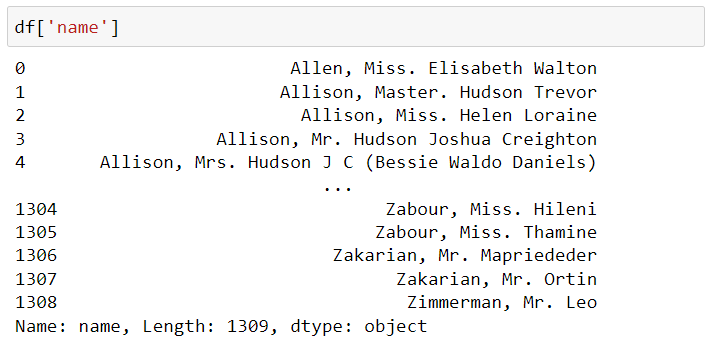 df['name']
0 Allen, Miss. Elisabeth Walton
1 Allison, Master. Hudson Trevor
2 Allison, Miss. Helen Loraine
3 Allison, Mr. Hudson Joshua Creighton
4 Allison, Mrs. Hudson J C (Bessie Waldo Daniels)
...
1304 Zabour, Miss. Hileni
1305 Zabour, Miss. Thamine
1306 Zakarian, Mr. Mapriededer
1307 Zakarian, Mr. Ortin
1308 Zimmerman, Mr. Leo
Name: name, Length: 1309, dtype: object